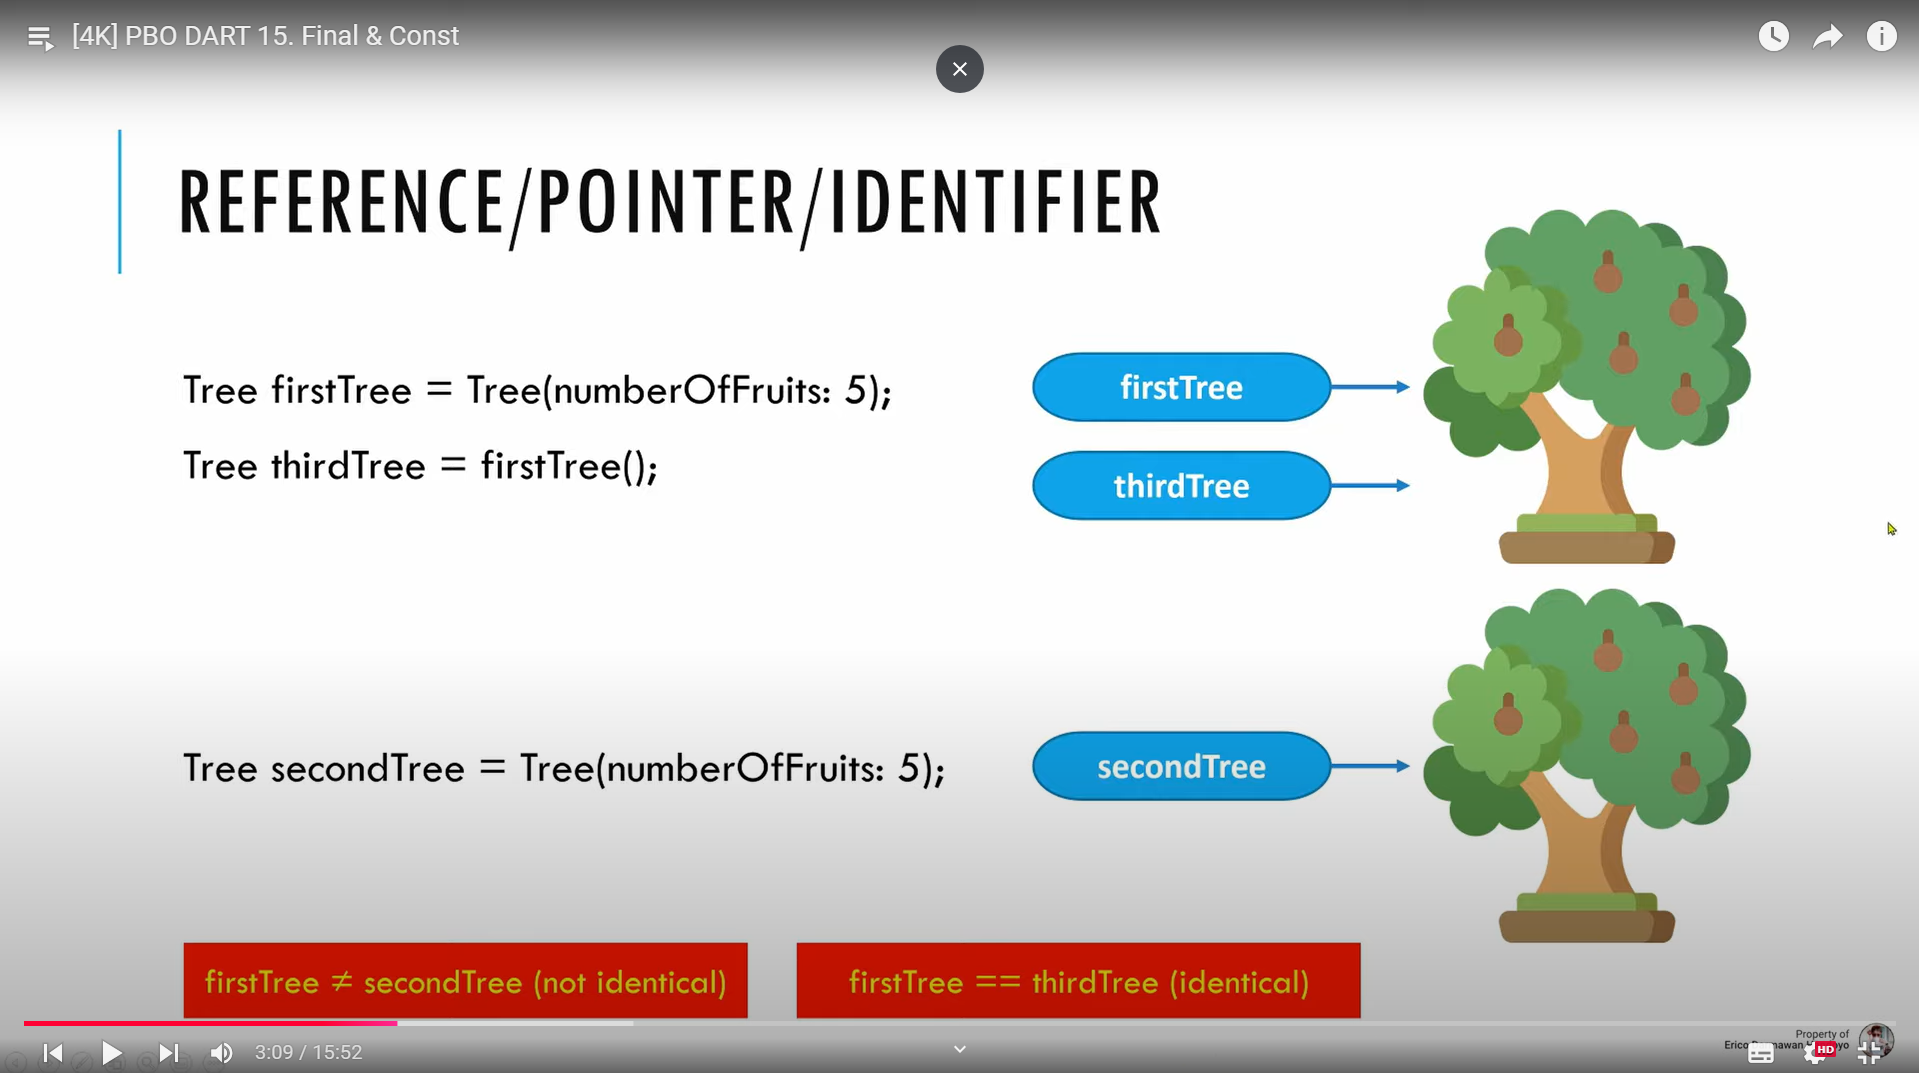 [4K] PBO DART 15. Final & Const
REFERENCE/POINTER/IDENTIFIER
Tree firstTree = Tree(numberOfFruits: 5);
firstTree
Tree thirdTree = firstTree();
thirdTree
Tree secondTree = Tree(numberOfFruits: 5);
secondTree
firstTree ≠ secondTree (not identical)
firstTree == thirdTree (identical)
Property of
3:09 / 15:52
HD